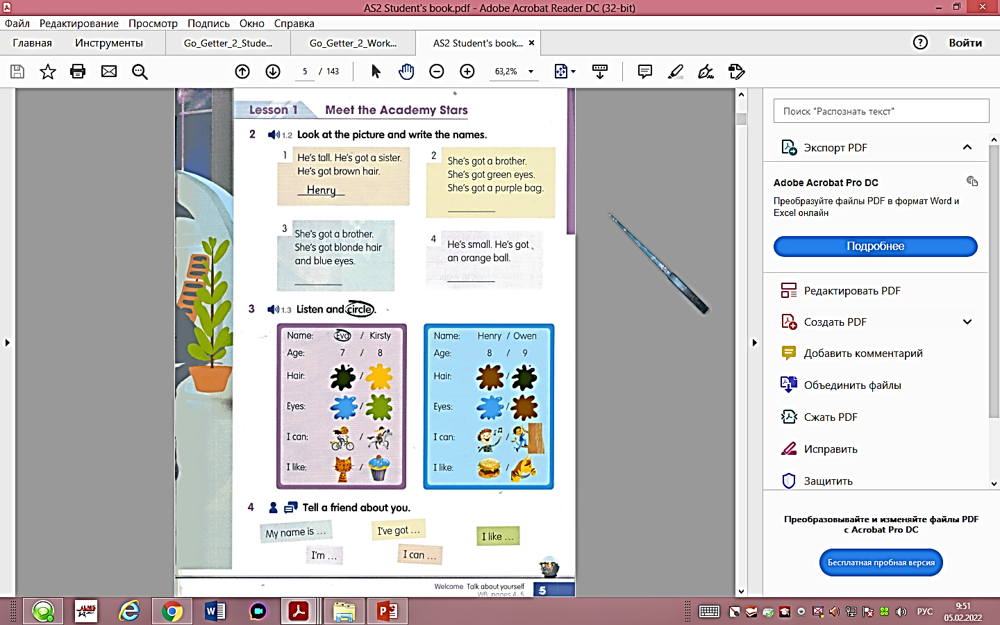 AS2 Student's book.pdf - Adobe Acrobat Reader DC (32-bit)
Файл Редактирование Просмотр Подпись Окно Справка
Главная Инструменты Go_Getter_2_Stude... Go_Getter_2_Work... AS2 Student's book... × Войти
5 / 143 63,2%
Lesson 1 Meet the Academy Stars
2 1.2 Look at the picture and write the names.
1 He's tall. He's got a sister.
He's got brown hair.
Henry
2 She's got a brother.
She's got green eyes.
She's got a purple bag.
3 She's got a brother.
She's got blonde hair
and blue eyes.
4 He's small. He's got
an orange ball.
3 1.3 Listen and circle.
Name: Eva / Kirsty
Age: 7 / 8
Hair: /
Eyes: /
I can: /
I like: /
Name: Henry / Owen
Age: 8 / 9
Hair: /
Eyes: /
I can: /
I like: /
4 Tell a friend about you.
My name is ... I've got ... I like ...
I'm ... I can ...
Welcome Talk about yourself
WB: pages 4-5
5
Поиск "Распознать текст"
Экспорт PDF
Adobe Acrobat Pro DC
Преобразуйте файлы PDF в формат Word и
Excel онлайн
Подробнее
Редактировать PDF
Создать PDF
Добавить комментарий
Объединить файлы
Сжать PDF
Исправить
Защитить
Преобразовывайте и изменяйте файлы PDF
с Acrobat Pro DC
Бесплатная пробная версия
ALMS
РУС
9:51
05.02.2022